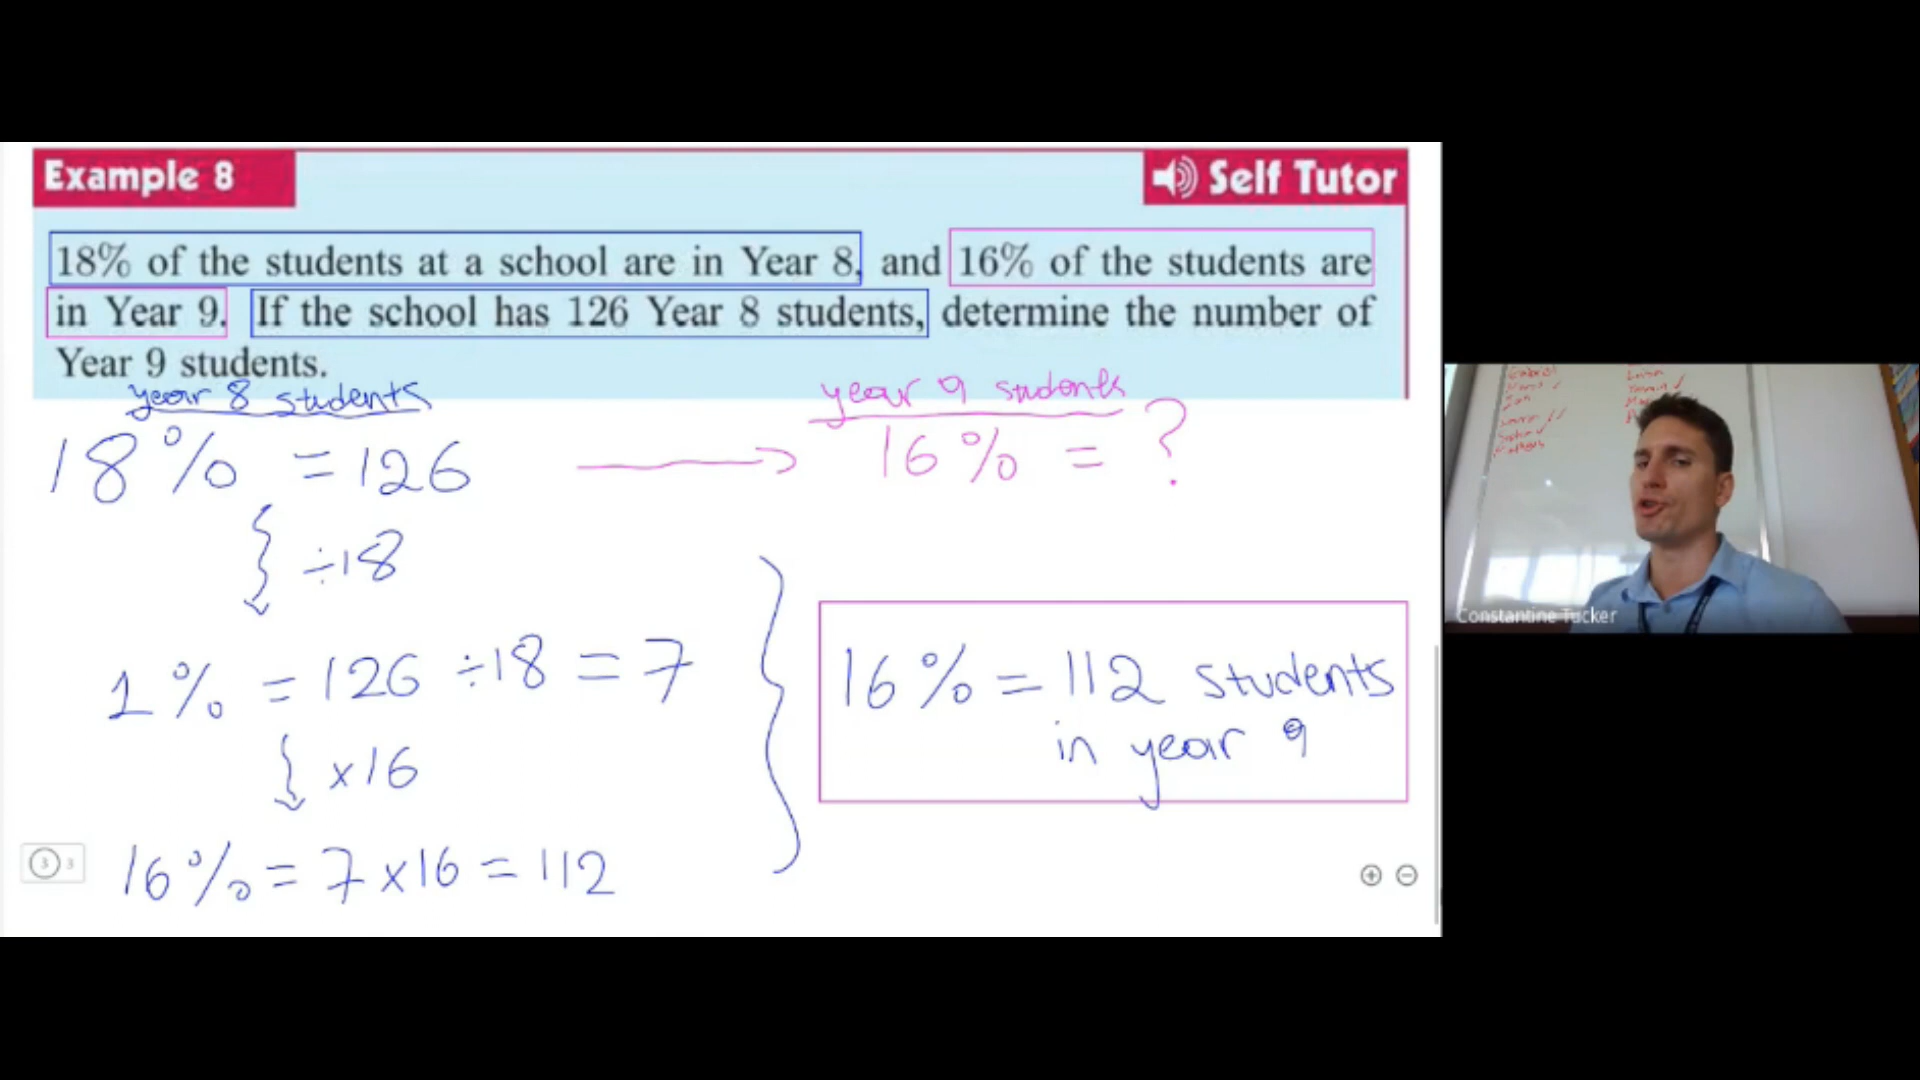 Example 8
Self Tutor
18% of the students at a school are in Year 8, and 16% of the students are
in Year 9. If the school has 126 Year 8 students, determine the number of
Year 9 students.
year 8 students
year 9 students
18% = 126
16% = ?
÷18
1% = 126 ÷18 = 7
16% = 112 students
in year 9
x16
16% = 7 x 16 = 112
3 3
Constantine Tucker